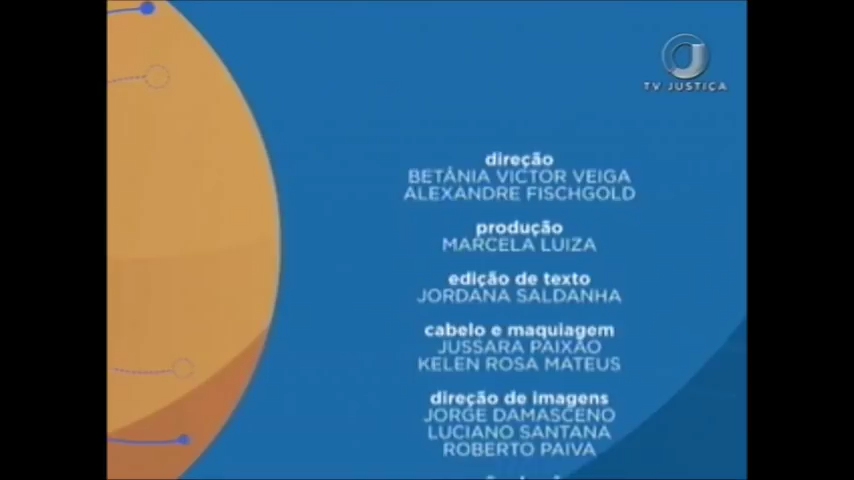 TV JUSTIÇA
direção
BETÂNIA VICTOR VEIGA
ALEXANDRE FISCHGOLD
produção
MARCELA LUIZA
edição de texto
JORDANA SALDANHA
cabelo e maquiagem
JUSSARA PAIXÃO
KELEN ROSA MATEUS
direção de imagens
JORGE DAMASCENO
LUCIANO SANTANA
ROBERTO PAIVA